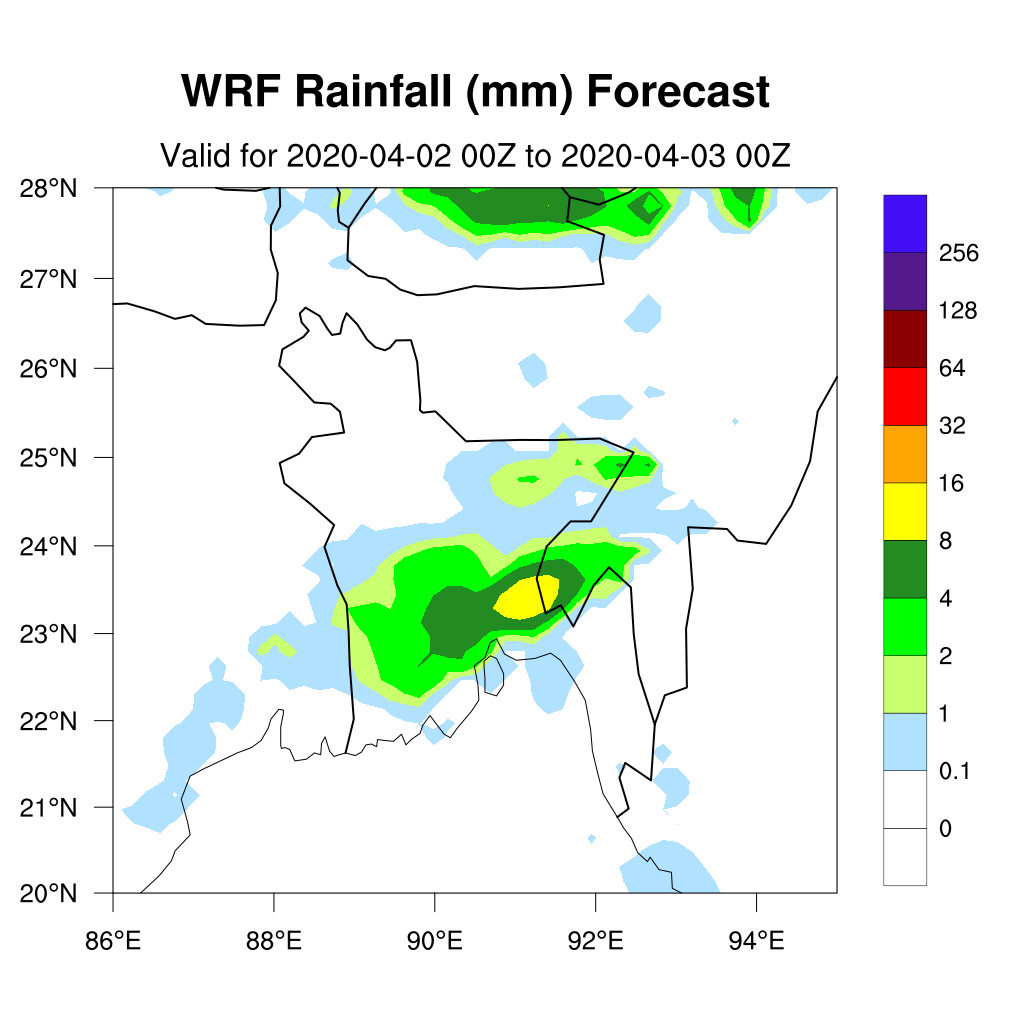 WRF Rainfall (mm) Forecast
Valid for 2020-04-02 00Z to 2020-04-03 00Z
28°N
27°N
26°N
25°N
24°N
23°N
22°N
21°N
20°N
86°E 88°E 90°E 92°E 94°E
256
128
64
32
16
8
4
2
1
0.1
0